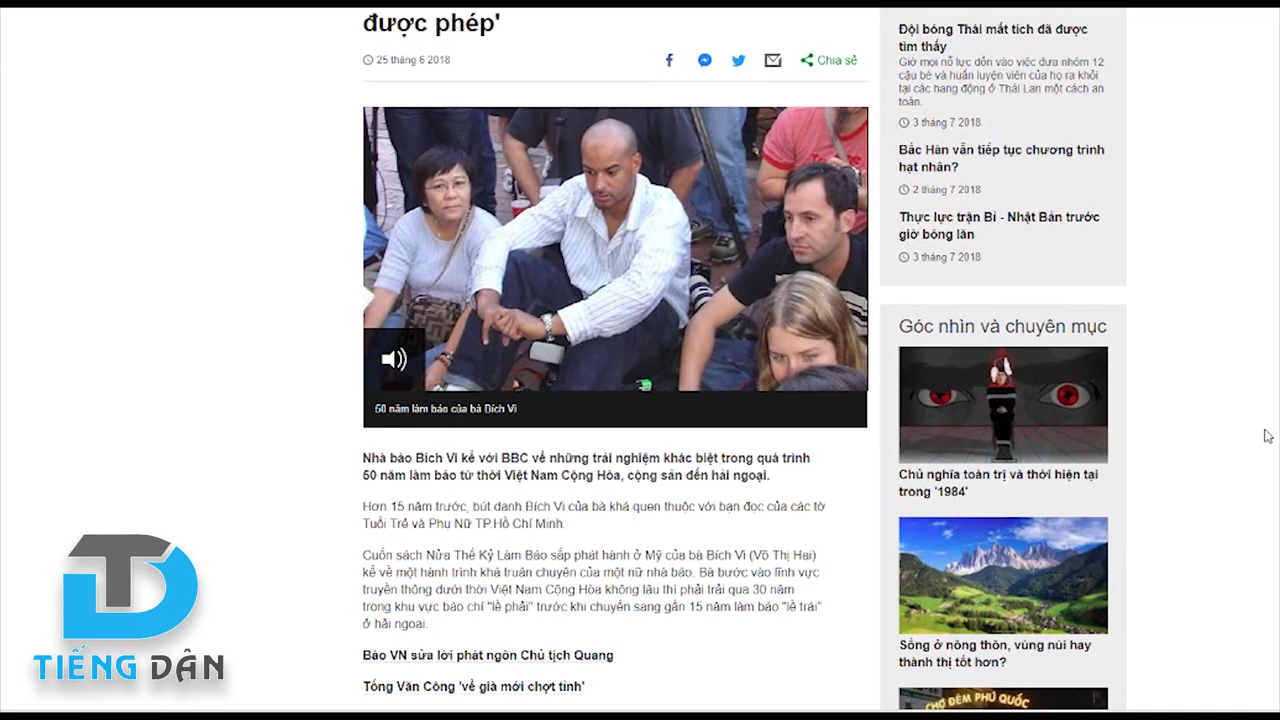 được phép'
25 tháng 6 2018
Chia sẻ
50 năm làm báo của bà Bích Vi
Nhà báo Bích Vi kể với BBC về những trải nghiệm khác biệt trong quá trình
50 năm làm báo từ thời Việt Nam Cộng Hòa, cộng sản đến hải ngoại.
Hơn 15 năm trước, bút danh Bích Vi của bà khá quen thuộc với bạn đọc của các tờ
Tuổi Trẻ và Phụ Nữ TP.Hồ Chí Minh.
Cuốn sách Nửa Thế Kỷ Làm Báo sắp phát hành ở Mỹ của bà Bích Vi (Võ Thị Hai)
kể về một hành trình khá truân chuyên của một nữ nhà báo. Bà bước vào lĩnh vực
truyền thông dưới thời Việt Nam Cộng Hòa không lâu thì phải trải qua 30 năm
trong khu vực báo chí "lề phải" trước khi chuyển sang gần 15 năm làm báo "lề trái"
ở hải ngoại.
Báo VN sửa lời phát ngôn Chủ tịch Quang
Tống Văn Công 'về già mới chợt tỉnh'
Đội bóng Thái mất tích đã được
tìm thấy
Giờ mọi nỗ lực dồn vào việc đưa nhóm 12
cậu bé và huấn luyện viên của họ ra khỏi
tại các hang động ở Thái Lan một cách an
toàn.
3 tháng 7 2018
Bắc Hàn vẫn tiếp tục chương trình
hạt nhân?
2 tháng 7 2018
Thực lực trận Bỉ - Nhật Bản trước
giờ bóng lăn
3 tháng 7 2018
Góc nhìn và chuyên mục
Chủ nghĩa toàn trị và thời hiện tại
trong '1984'
Sống ở nông thôn, vùng núi hay
thành thị tốt hơn?
CHỢ ĐÊM PHÚ QUỐC
TD
TIẾNG DÂN